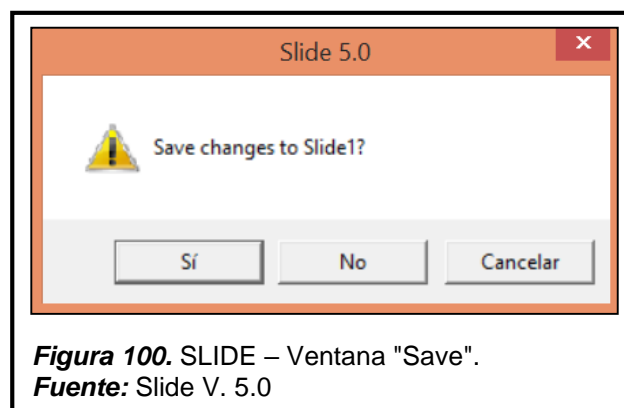 Slide 5.0
Save changes to Slide1?
Sí No Cancelar
Figura 100. SLIDE – Ventana "Save".
Fuente: Slide V. 5.0